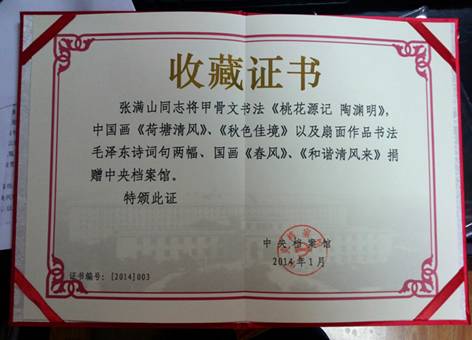 收藏证书
张满山同志将甲骨文书法《桃花源记 陶渊明》,
中国画《荷塘清风》、《秋色佳境》以及扇面作品书法
毛泽东诗词句两幅、国画《春风》、《和谐清风来》捐
赠中央档案馆。
特颁此证
中央档案馆
2014年1月
证书编号:[2014]003